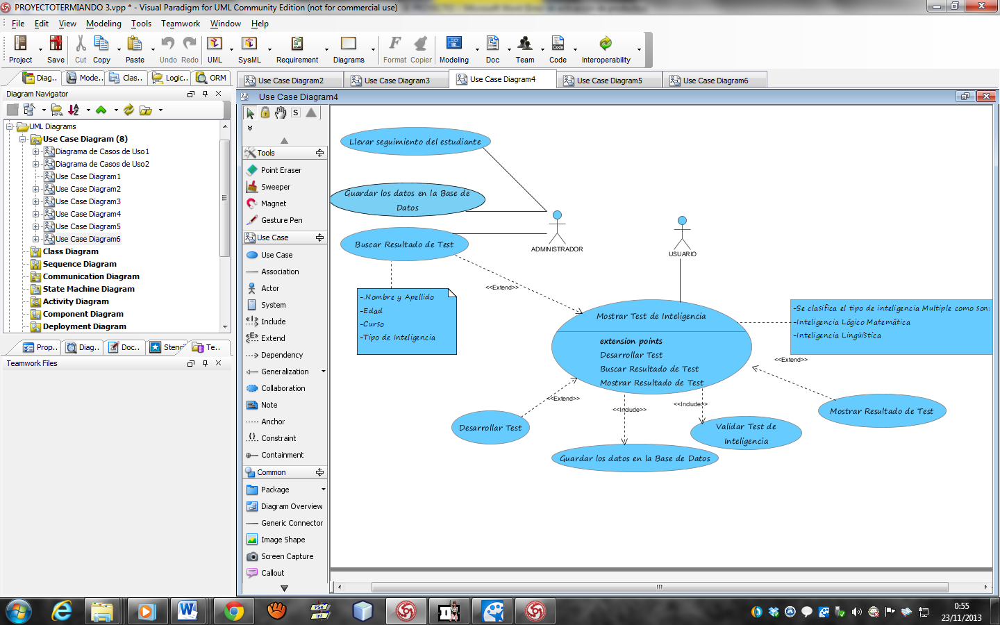 PROYECTOTERMIANDO 3.vpp * - Visual Paradigm for UML Community Edition (not for commercial use)
File Edit View Modeling Tools Teamwork Window Help
Project Save Cut Copy Paste Undo Redo UML SysML Requirement Diagrams Format Copier Modeling Doc Team Code Interoperability
Diag.. Mode.. Clas.. Logic.. ORM
Use Case Diagram2 Use Case Diagram3 Use Case Diagram4 Use Case Diagram5 Use Case Diagram6
Diagram Navigator
Use Case Diagram4
UML Diagrams
Use Case Diagram (8)
Diagrama de Casos de Uso1
Diagrama de Casos de Uso2
Use Case Diagram1
Use Case Diagram2
Use Case Diagram3
Use Case Diagram4
Use Case Diagram5
Use Case Diagram6
Class Diagram
Sequence Diagram
Communication Diagram
State Machine Diagram
Activity Diagram
Component Diagram
Deployment Diagram
Prop.. Diag.. Doc.. Stenci Te..
Teamwork Files
S
Tools
Point Eraser
Sweeper
Magnet
Gesture Pen
Use Case
Use Case
Association
Actor
System
Include
Extend
Dependency
Generalization
Collaboration
Note
Anchor
Constraint
Containment
Common
Package
Diagram Overview
Generic Connector
Image Shape
Screen Capture
Callout
Llevar seguimiento del estudiante
Guardar los datos en la Base de
Datos
Buscar Resultado de Test
ADMINISTRADOR
USUARIO
-.Nombre y Apellido
-Edad
-Curso
-Tipo de Inteligencia
<<Extend>>
Mostrar Test de Inteligencia
extension points
Desarrollar Test
Buscar Resultado de Test
Mostrar Resultado de Test
-Se clasifica el tipo de inteligencia Multiple como son:
-Inteligencia Lógico Matemática
-Inteligencia Lingüística
<<Extend>>
<<Extend>>
<<Include>>
<<Include>>
Desarrollar Test
Validar Test de
Inteligencia
Mostrar Resultado de Test
Guardar los datos en la Base de Datos
0:55
23/11/2013